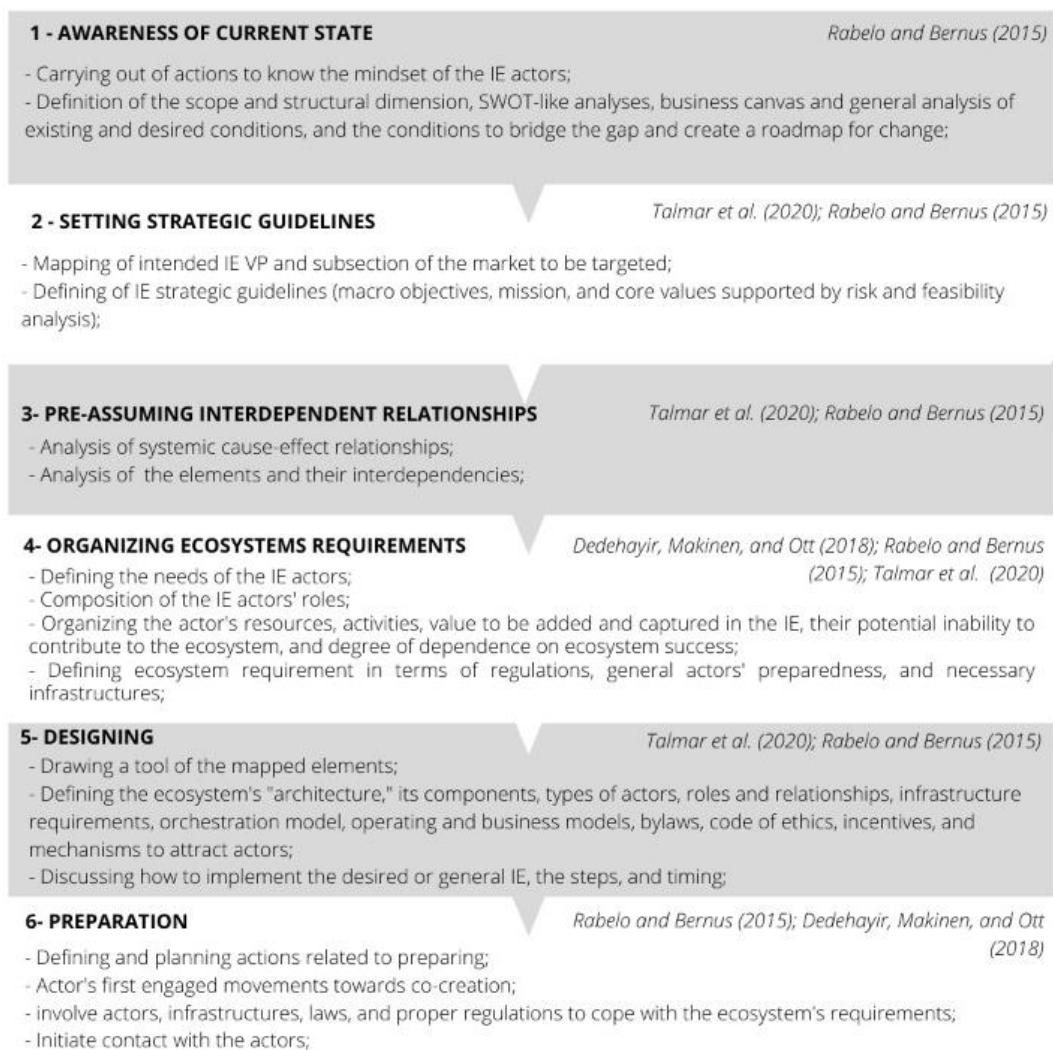 1 - AWARENESS OF CURRENT STATE
Rabelo and Bernus (2015)
- Carrying out of actions to know the mindset of the IE actors;
- Definition of the scope and structural dimension, SWOT-like analyses, business canvas and general analysis of
existing and desired conditions, and the conditions to bridge the gap and create a roadmap for change;
2 - SETTING STRATEGIC GUIDELINES
Talmar et al. (2020); Rabelo and Bernus (2015)
- Mapping of intended IE VP and subsection of the market to be targeted;
- Defining of IE strategic guidelines (macro objectives, mission, and core values supported by risk and feasibility
analysis);
3- PRE-ASSUMING INTERDEPENDENT RELATIONSHIPS
Talmar et al. (2020); Rabelo and Bernus (2015)
- Analysis of systemic cause-effect relationships;
- Analysis of the elements and their interdependencies;
4- ORGANIZING ECOSYSTEMS REQUIREMENTS
Dedehayir, Makinen, and Ott (2018); Rabelo and Bernus
(2015); Talmar et al. (2020)
- Defining the needs of the IE actors;
- Composition of the IE actors' roles;
- Organizing the actor's resources, activities, value to be added and captured in the IE, their potential inability to
contribute to the ecosystem, and degree of dependence on ecosystem success;
- Defining ecosystem requirement in terms of regulations, general actors' preparedness, and necessary
infrastructures;
5- DESIGNING
Talmar et al. (2020); Rabelo and Bernus (2015)
- Drawing a tool of the mapped elements;
- Defining the ecosystem's "architecture," its components, types of actors, roles and relationships, infrastructure
requirements, orchestration model, operating and business models, bylaws, code of ethics, incentives, and
mechanisms to attract actors;
- Discussing how to implement the desired or general IE, the steps, and timing;
6- PREPARATION
Rabelo and Bernus (2015); Dedehayir, Makinen, and Ott
(2018)
- Defining and planning actions related to preparing;
- Actor's first engaged movements towards co-creation;
- involve actors, infrastructures, laws, and proper regulations to cope with the ecosystem's requirements;
- Initiate contact with the actors;